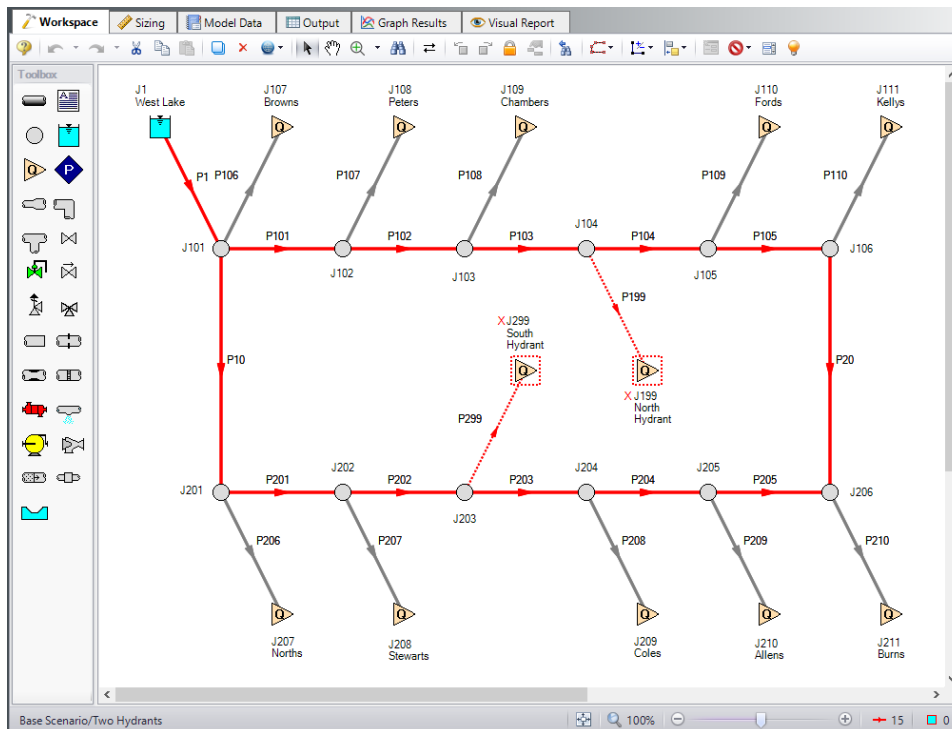 Workspace
Sizing
Model Data
Output
Graph Results
Visual Report
Toolbox
J1
West Lake
J107
Browns
J108
Peters
J109
Chambers
J110
Fords
J111
Kellys
P1
P106
P107
P108
P109
P110
J101
P101
P102
P103
J104
P104
P105
J106
J102
J103
J105
P199
X J299
South
Hydrant
P10
P20
X J199
North
Hydrant
P299
J201
P201
J202
P202
J203
P203
J204
P204
J205
P205
J206
P206
P207
P208
P209
P210
J207
Norths
J208
Stewarts
J209
Coles
J210
Allens
J211
Burns
Base Scenario/Two Hydrants
100%
15
0